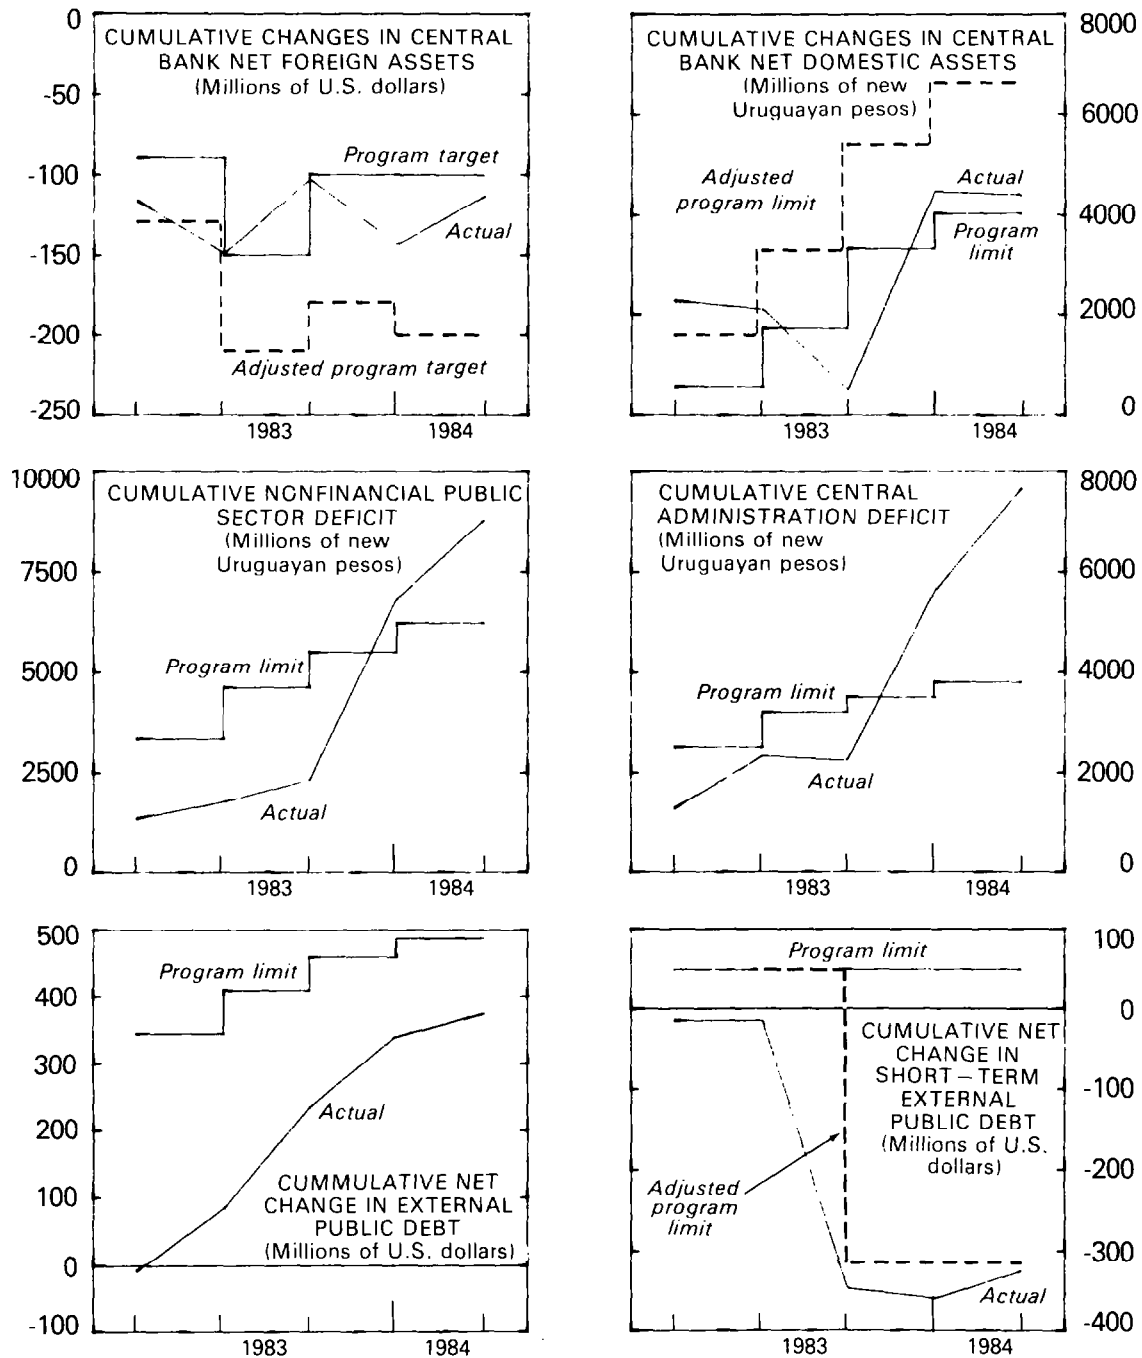 CUMULATIVE CHANGES IN CENTRAL
BANK NET FOREIGN ASSETS
(Millions of U.S. dollars)
0
-50
-100
-150
-200
-250
Program target
Actual
Adjusted program target
1983
1984
CUMULATIVE CHANGES IN CENTRAL
BANK NET DOMESTIC ASSETS
(Millions of new
Uruguayan pesos)
8000
6000
4000
2000
0
Adjusted
program limit
Actual
Program
limit
1983
1984
CUMULATIVE NONFINANCIAL PUBLIC
SECTOR DEFICIT
(Millions of new
Uruguayan pesos)
10000
7500
5000
2500
0
Program limit
Actual
1983
1984
CUMULATIVE CENTRAL
ADMINISTRATION DEFICIT
(Millions of new
Uruguayan pesos)
8000
6000
4000
2000
0
Program limit
Actual
1983
1984
500
400
300
200
100
0
-100
Program limit
Actual
CUMMULATIVE NET
CHANGE IN EXTERNAL
PUBLIC DEBT
(Millions of U.S. dollars)
1983
1984
100
0
-100
-200
-300
-400
Program limit
CUMULATIVE NET
CHANGE IN
SHORT-TERM
EXTERNAL
PUBLIC DEBT
(Millions of U.S.
dollars)
Adjusted
program
limit
Actual
1983
1984